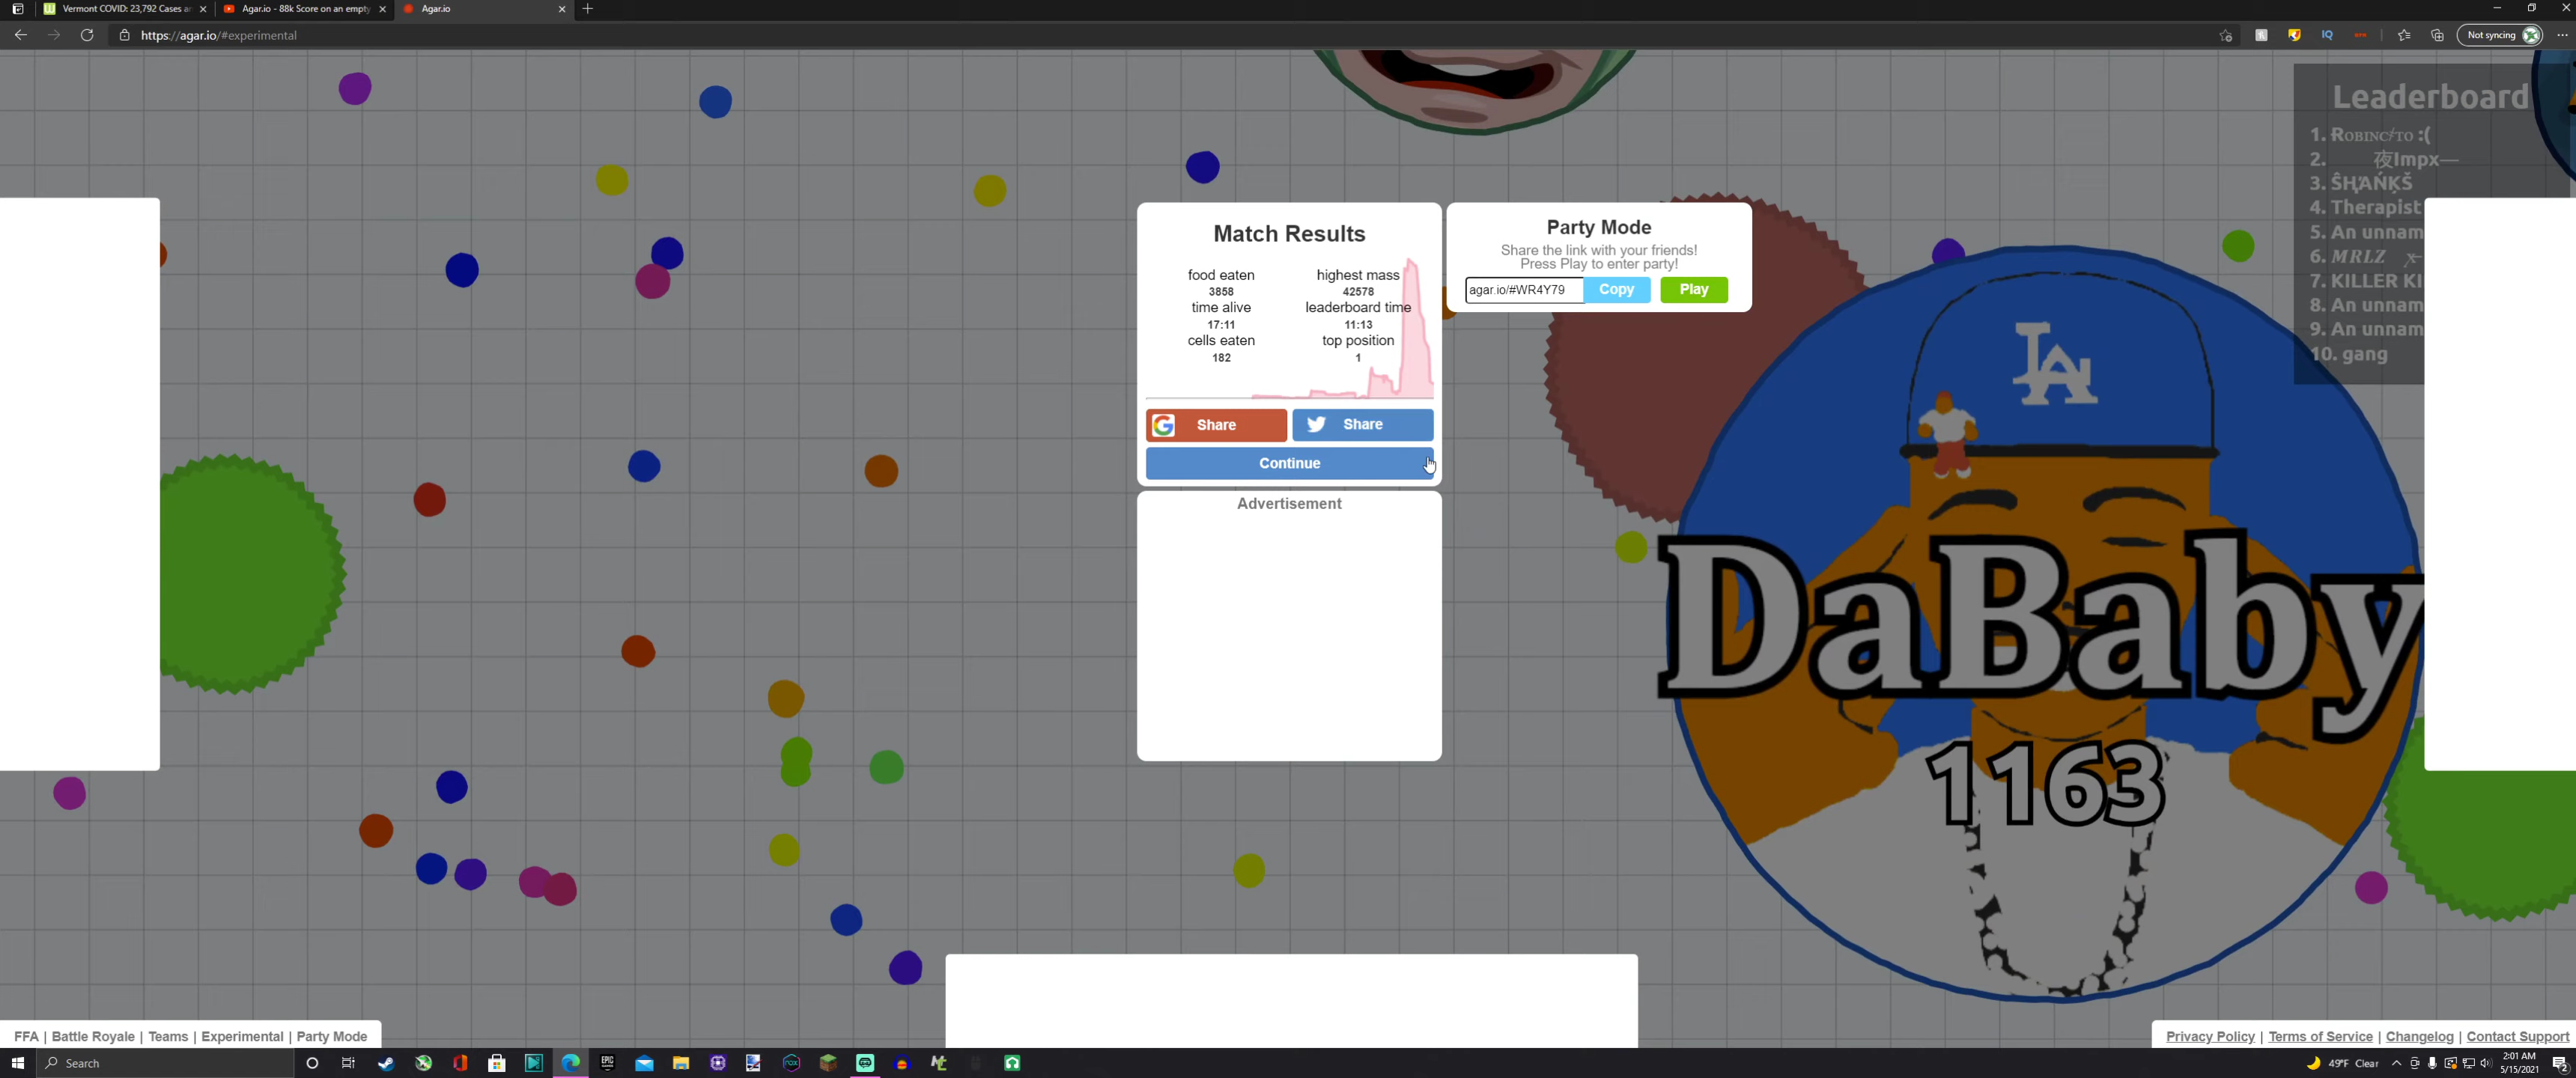 Vermont COVID: 23,792 Cases an
Agar.io - 88k Score on an empty
Agar.io
https://agar.io/#experimental
IQ
Not syncing
Leaderboard
2. 夜Impx—
3. ŜҢΆŃĶŠ
4. Therapist
5. An unnam
6. MRLZ
7. KILLER KI
8. An unnam
9. An unnam
10. gang
Match Results
food eaten
3858
highest mass
42578
time alive
17:11
leaderboard time
11:13
cells eaten
182
top position
1
Share
Share
Continue
Party Mode
Share the link with your friends!
Press Play to enter party!
agar.io/#WR4Y79
Copy
Play
Advertisement
LA
DaBaby
1163
FFA | Battle Royale | Teams | Experimental | Party Mode
Privacy Policy | Terms of Service | Changelog | Contact Support
Search
EPIC
49°F Clear
2:01 AM
5/15/2021
2